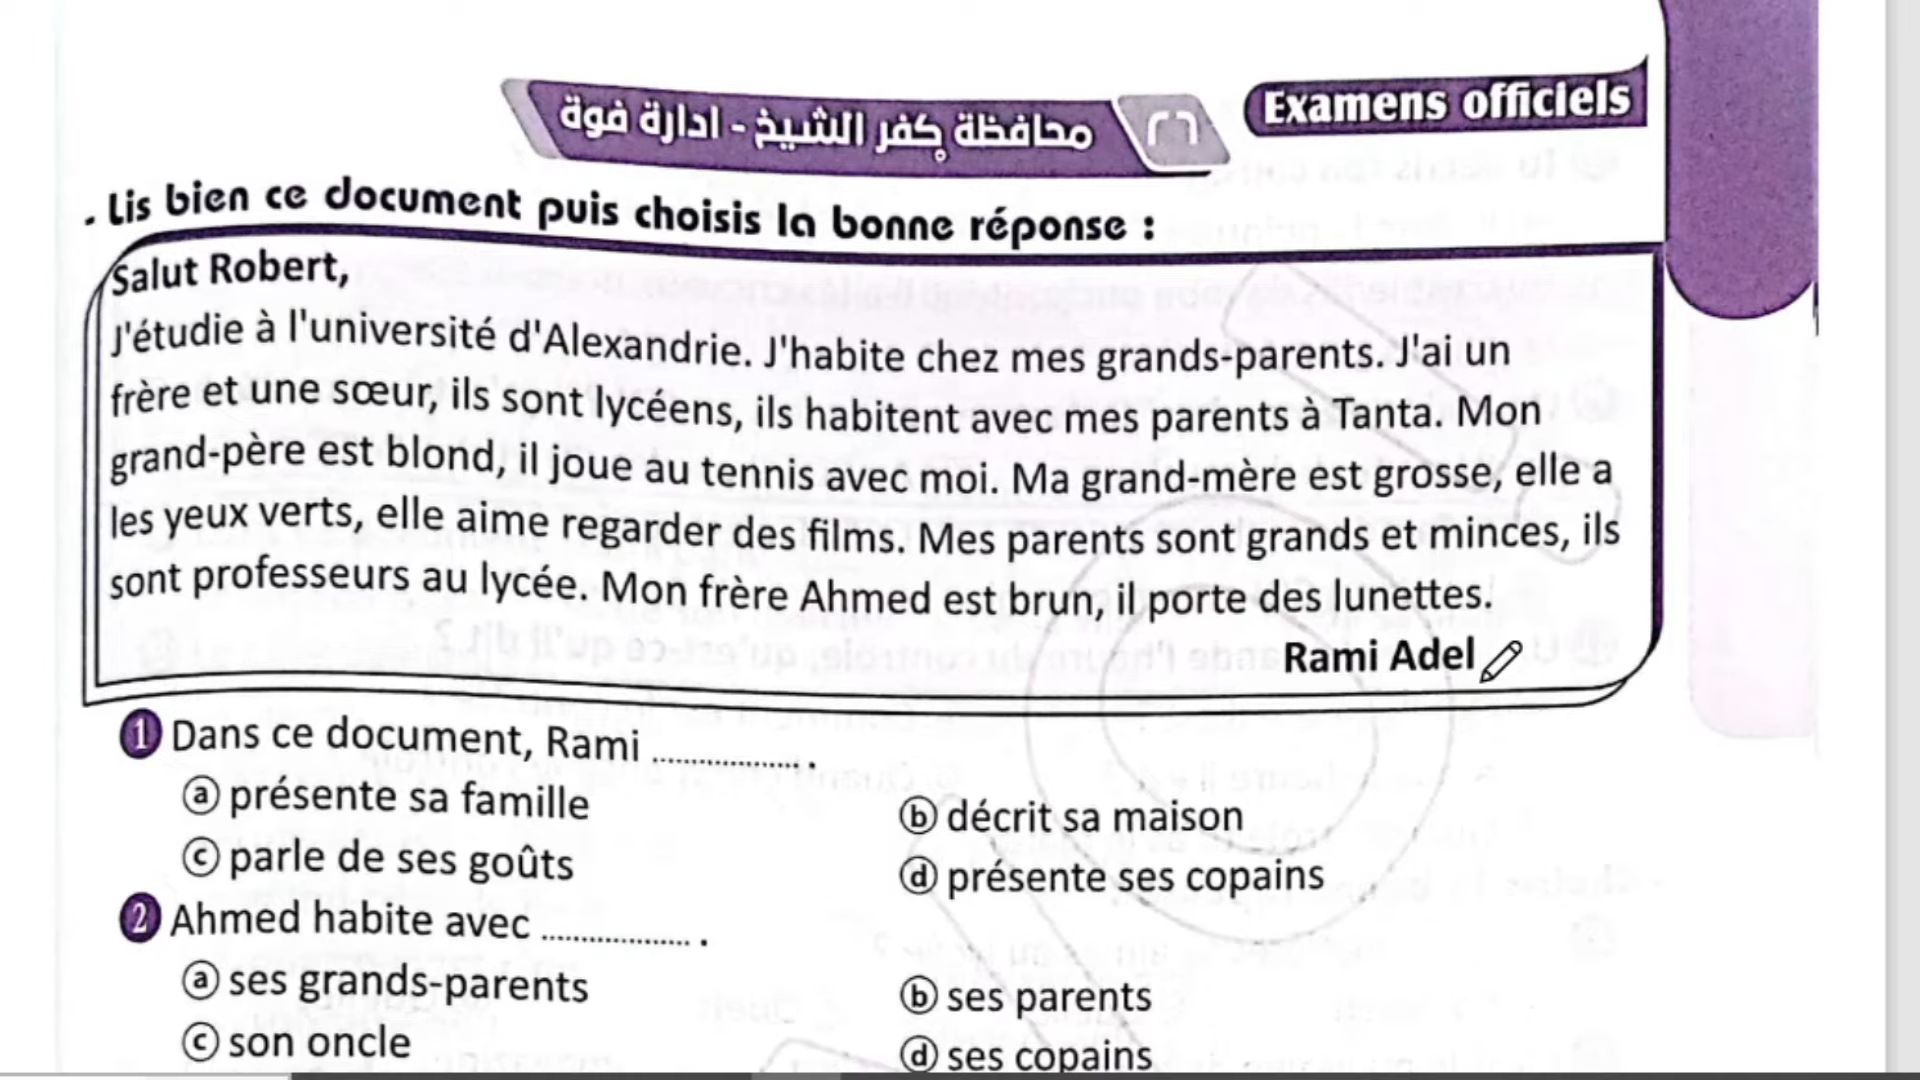 Examens officiels
٢٦
محافظة كفر الشيخ - ادارة فوة
. Lis bien ce document puis choisis la bonne réponse :
Salut Robert,
J'étudie à l'université d'Alexandrie. J'habite chez mes grands-parents. J'ai un
frère et une sœur, ils sont lycéens, ils habitent avec mes parents à Tanta. Mon
grand-père est blond, il joue au tennis avec moi. Ma grand-mère est grosse, elle a
les yeux verts, elle aime regarder des films. Mes parents sont grands et minces, ils
sont professeurs au lycée. Mon frère Ahmed est brun, il porte des lunettes.
Rami Adel
1 Dans ce document, Rami ................. .
a présente sa famille
b décrit sa maison
c parle de ses goûts
d présente ses copains
2 Ahmed habite avec ................. .
a ses grands-parents
b ses parents
c son oncle
d ses copains